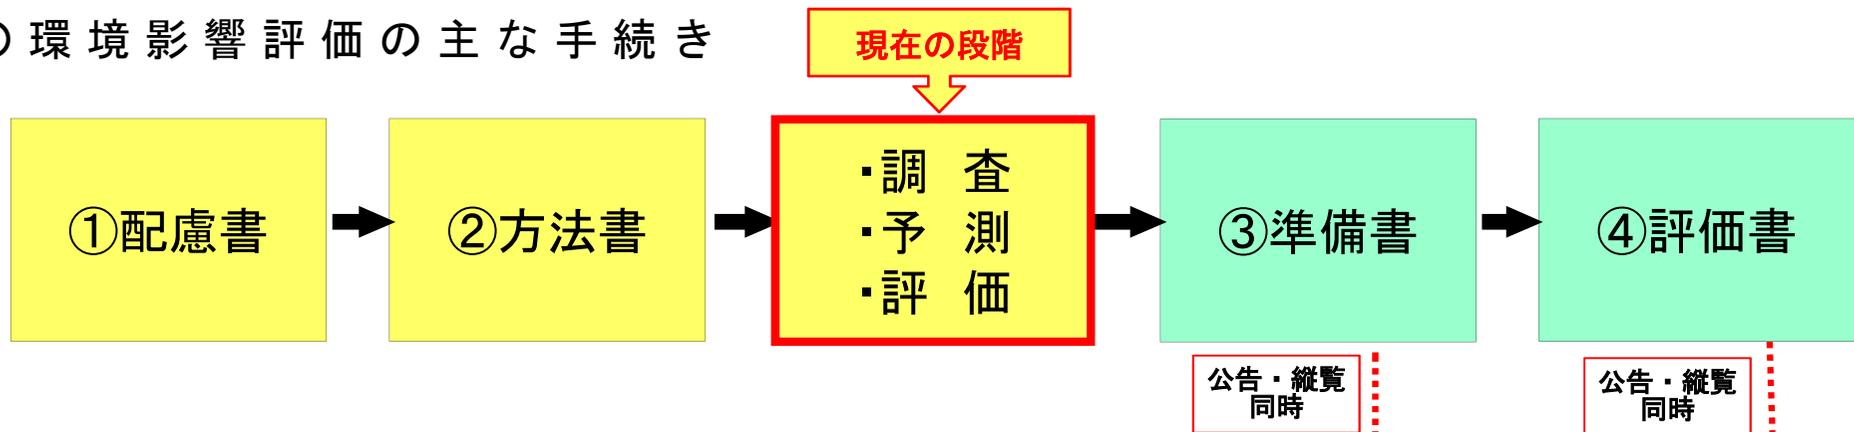 の環境影響評価の主な手続き
現在の段階
①配慮書
②方法書
・調 査
・予 測
・評 価
③準備書
④評価書
公告・縦覧
同時
公告・縦覧
同時